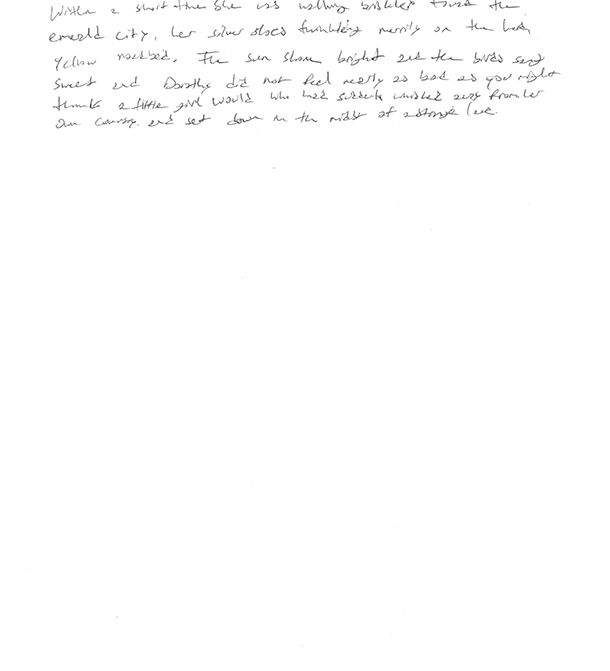 Within a short time she was walking briskly toward the
emerald city, her silver shoes twinkling merrily on the hard,
yellow roadbed. The sun shone bright and the birds sang
sweet and Dorothy did not feel nearly as bad as you might
think a little girl would who had suddenly whisked away from her
own country and set down in the midst of a strange land.